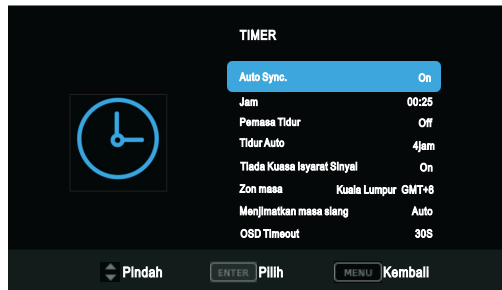 TIMER
Auto Sync. On
Jam 00:25
Pemasa Tidur Off
Tidur Auto 4jam
Tiada Kuasa Isyarat Sinyal On
Zon masa Kuala Lumpur GMT+8
Menjimatkan masa siang Auto
OSD Timeout 30S
Pindah ENTER Pilih MENU Kembali